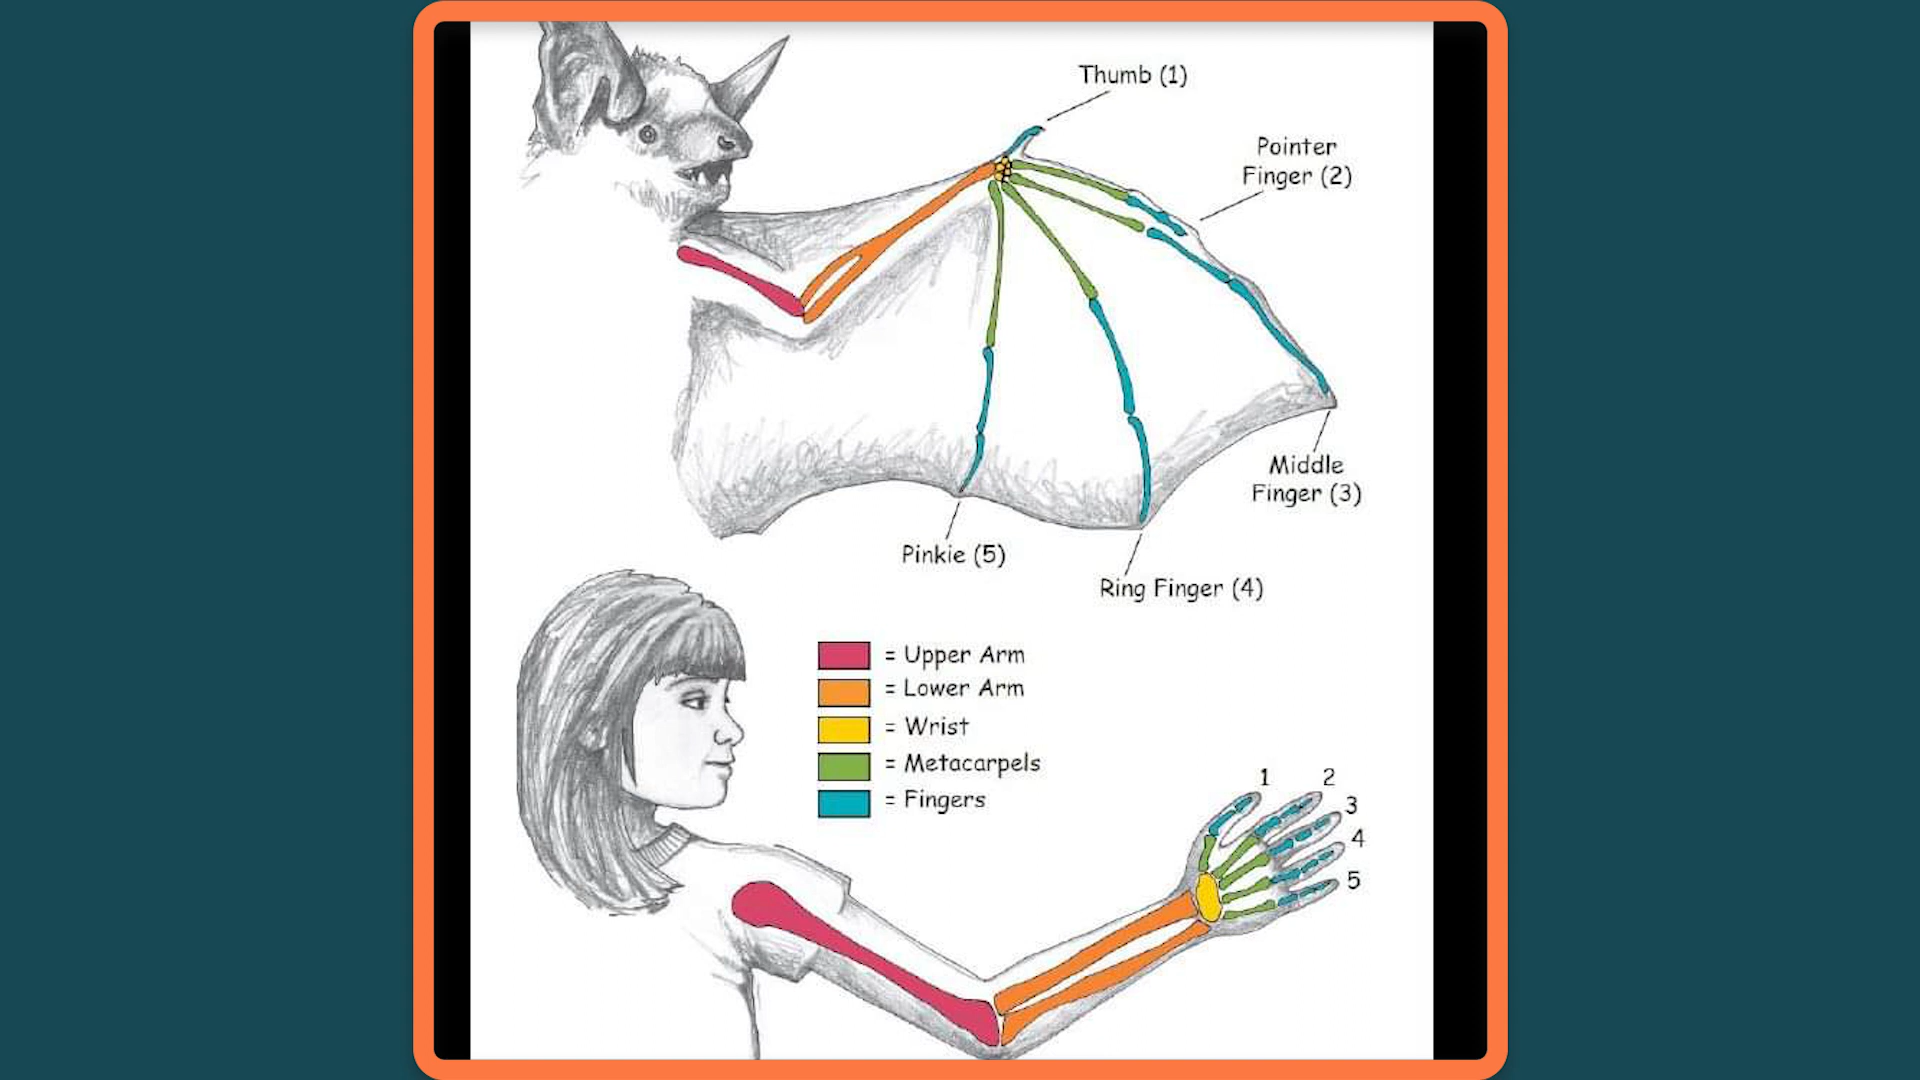 Thumb (1)
Pointer
Finger (2)
Middle
Finger (3)
Pinkie (5)
Ring Finger (4)
= Upper Arm
= Lower Arm
= Wrist
= Metacarpels
= Fingers
1
2
3
4
5